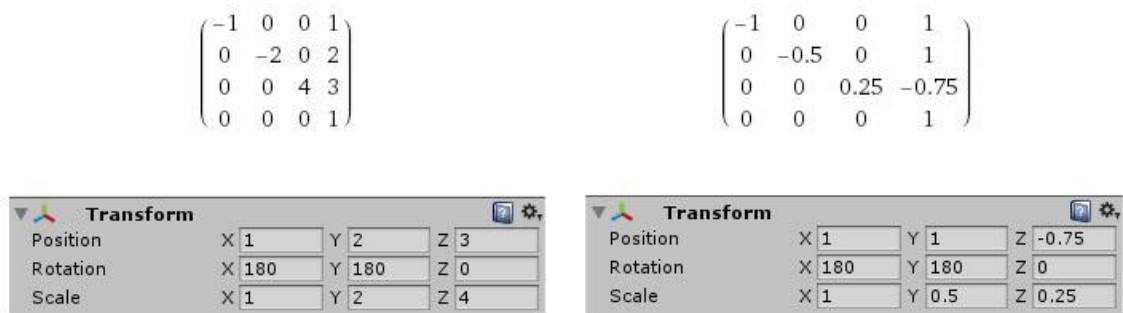 -1 0 0 1
0 -2 0 2
0 0 4 3
0 0 0 1
-1 0 0 1
0 -0.5 0 1
0 0 0.25 -0.75
0 0 0 1
Transform
Position X 1 Y 2 Z 3
Rotation X 180 Y 180 Z 0
Scale X 1 Y 2 Z 4
Transform
Position X 1 Y 1 Z -0.75
Rotation X 180 Y 180 Z 0
Scale X 1 Y 0.5 Z 0.25